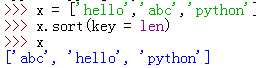 >>> x = ['hello','abc','python']
>>> x.sort(key = len)
>>> x
['abc', 'hello', 'python']